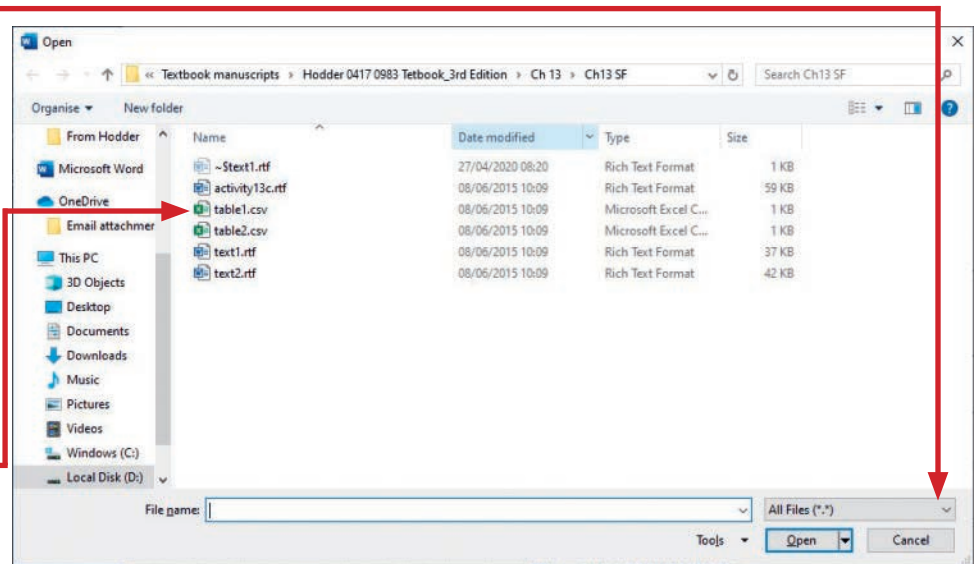 Open
« Textbook manuscripts › Hodder 0417 0983 Tetbook_3rd Edition › Ch 13 › Ch13 SF
Search Ch13 SF
Organise
New folder
From Hodder
Microsoft Word
OneDrive
Email attachmer
This PC
3D Objects
Desktop
Documents
Downloads
Music
Pictures
Videos
Windows (C:)
Local Disk (D:)
Name Date modified Type Size
~$text1.rtf 27/04/2020 08:20 Rich Text Format 1 KB
activity13c.rtf 08/06/2015 10:09 Rich Text Format 59 KB
table1.csv 08/06/2015 10:09 Microsoft Excel C... 1 KB
table2.csv 08/06/2015 10:09 Microsoft Excel C... 1 KB
text1.rtf 08/06/2015 10:09 Rich Text Format 37 KB
text2.rtf 08/06/2015 10:09 Rich Text Format 42 KB
File name:
All Files (*.*)
Tools Open Cancel